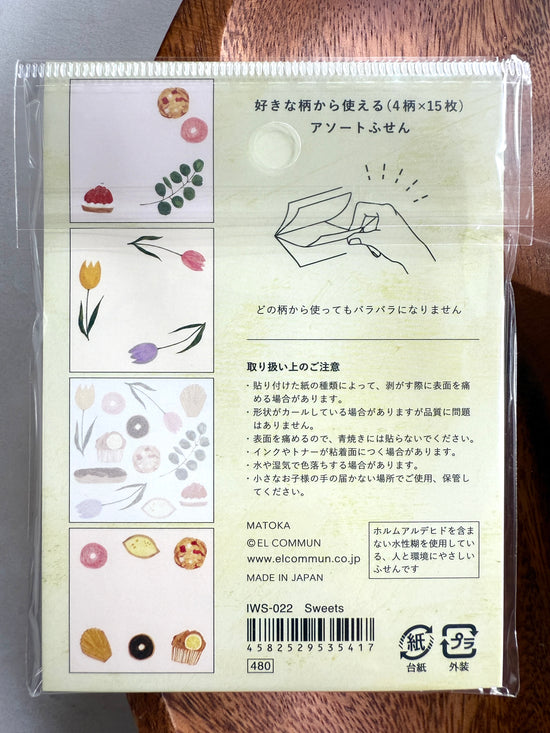 好きな柄から使える（4柄×15枚）
アソートふせん
どの柄から使ってもバラバラになりません
取り扱い上のご注意
・貼り付けた紙の種類によって、剥がす際に表面を痛
める場合があります。
・形状がカールしている場合がありますが品質に問題
はありません。
・表面を痛めるので、青焼きには貼らないでください。
・インクやトナーが粘着面につく場合があります。
・水や湿気で色落ちする場合があります。
・小さなお子様の手の届かない場所でご使用、保管し
てください。
MATOKA
©EL COMMUN
www.elcommun.co.jp
MADE IN JAPAN
ホルムアルデヒドを含ま
ない水性糊を使用してい
る、人と環境にやさしい
ふせんです
IWS-022 Sweets
4582529535417
480
紙
台紙
プラ
外装